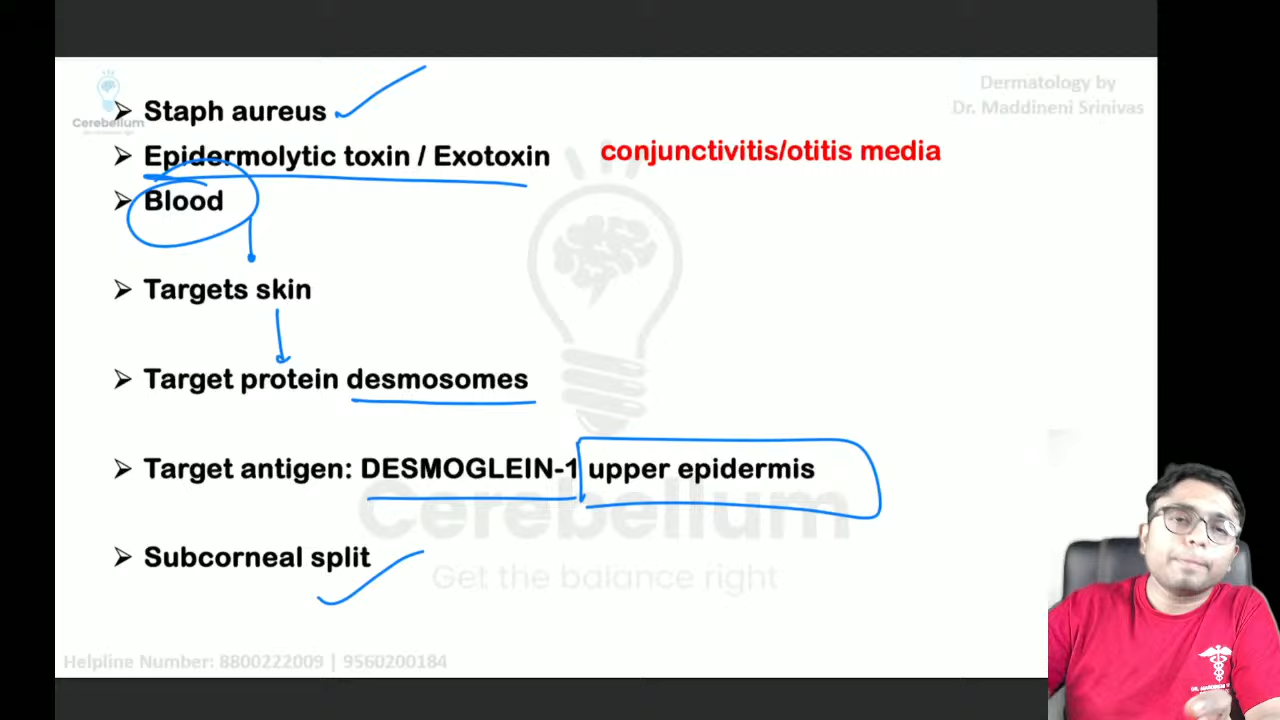 Dermatology by
Dr. Maddineni Srinivas
Cerebellum
➤ Staph aureus
➤ Epidermolytic toxin / Exotoxin
conjunctivitis/otitis media
➤ Blood
➤ Targets skin
➤ Target protein desmosomes
➤ Target antigen: DESMOGLEIN-1 upper epidermis
Cerebellum
➤ Subcorneal split
Get the balance right
Helpline Number: 8800222009 | 9560200184